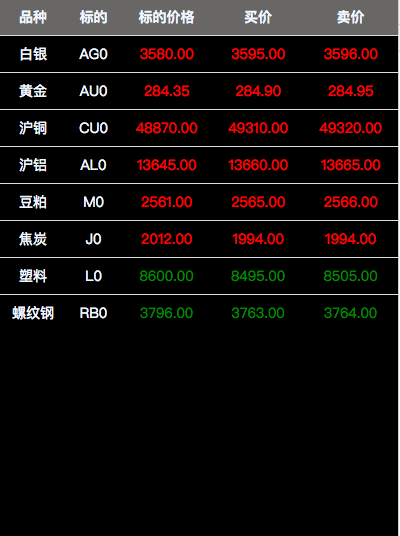 品种 标的 标的价格 买价 卖价
白银 AG0 3580.00 3595.00 3596.00
黄金 AU0 284.35 284.90 284.95
沪铜 CU0 48870.00 49310.00 49320.00
沪铝 AL0 13645.00 13660.00 13665.00
豆粕 M0 2561.00 2565.00 2566.00
焦炭 J0 2012.00 1994.00 1994.00
塑料 L0 8600.00 8495.00 8505.00
螺纹钢 RB0 3796.00 3763.00 3764.00